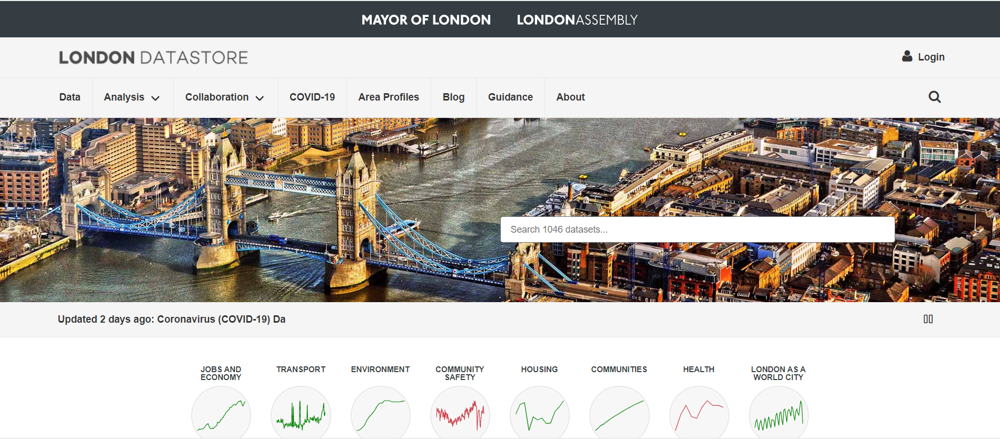 MAYOR OF LONDON LONDONASSEMBLY
LONDON DATASTORE
Login
Data Analysis Collaboration COVID-19 Area Profiles Blog Guidance About
Search 1046 datasets...
Updated 2 days ago: Coronavirus (COVID-19) Da
JOBS AND
ECONOMY
TRANSPORT
ENVIRONMENT
COMMUNITY
SAFETY
HOUSING
COMMUNITIES
HEALTH
LONDON AS A
WORLD CITY